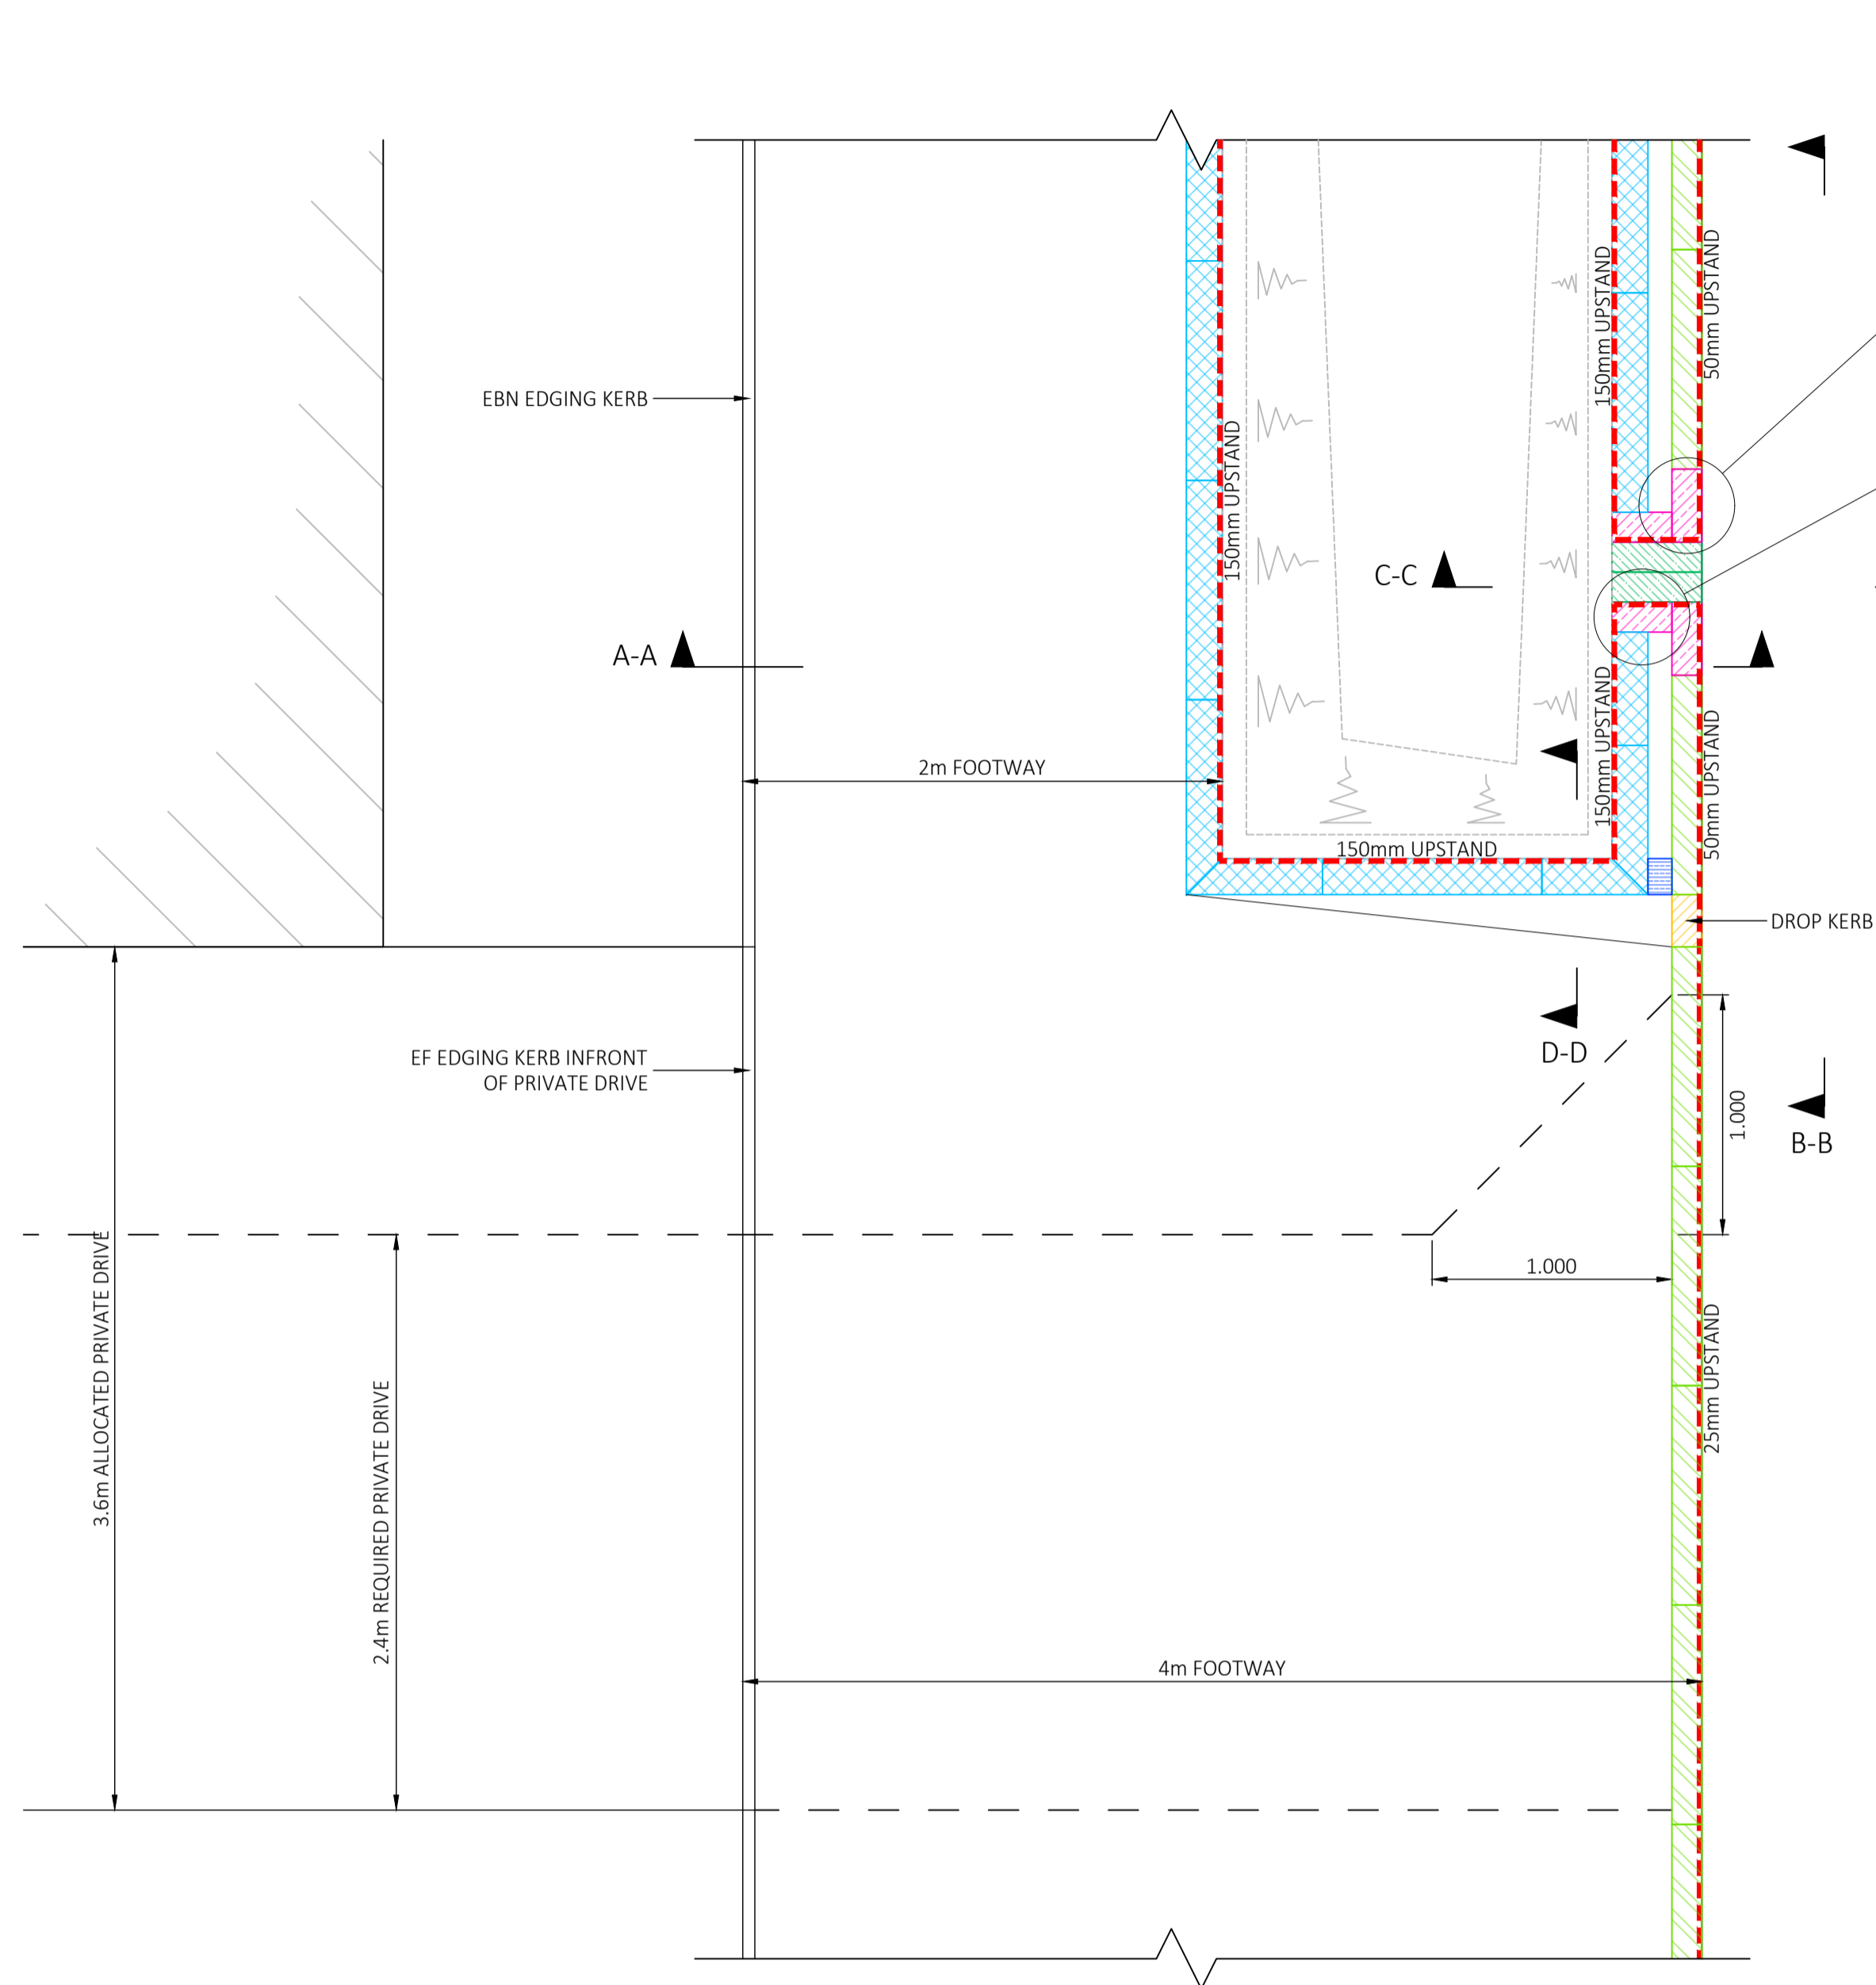 EBN EDGING KERB
150mm UPSTAND
150mm UPSTAND
50mm UPSTAND
C-C
A-A
2m FOOTWAY
150mm UPSTAND
50mm UPSTAND
150mm UPSTAND
DROP KERB
EF EDGING KERB INFRONT
OF PRIVATE DRIVE
D-D
1.000
B-B
1.000
3.6m ALLOCATED PRIVATE DRIVE
2.4m REQUIRED PRIVATE DRIVE
25mm UPSTAND
4m FOOTWAY